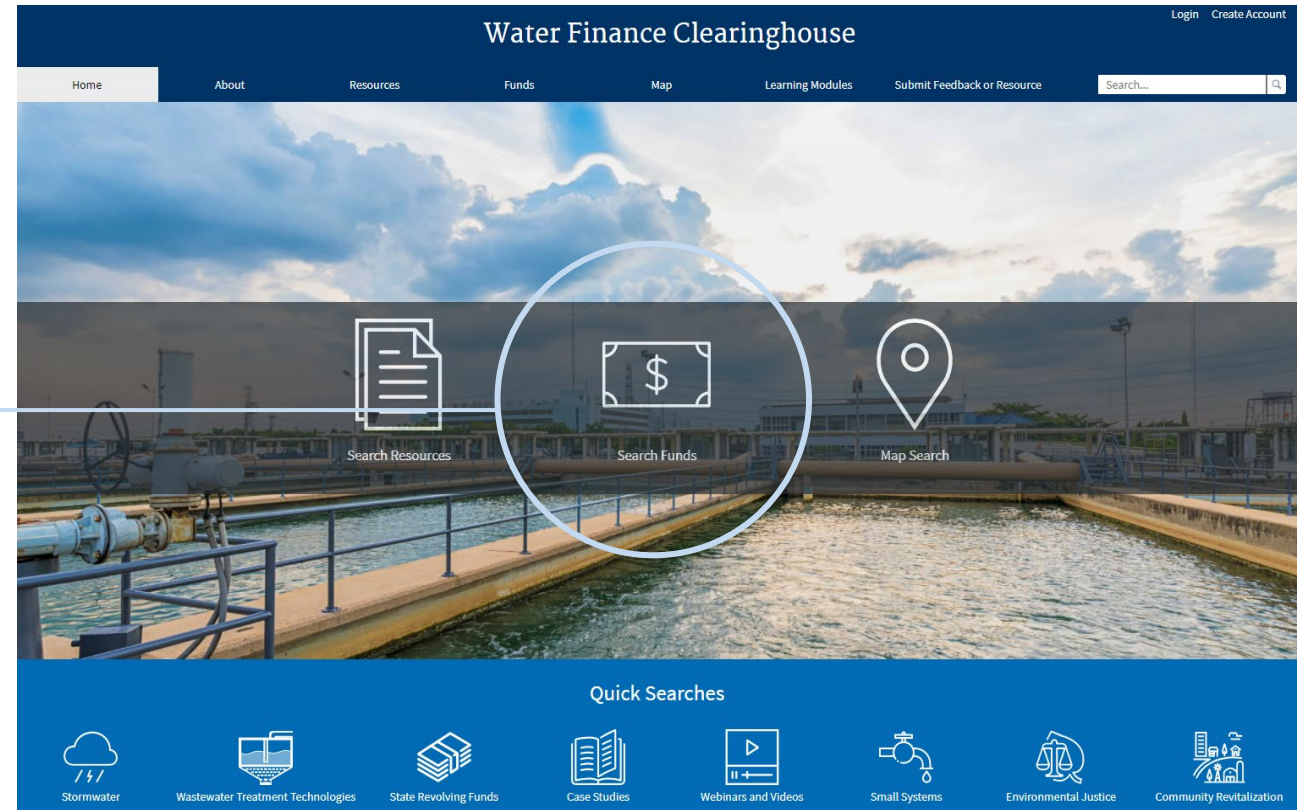 Login Create Account
Water Finance Clearinghouse
Home About Resources Funds Map Learning Modules Submit Feedback or Resource Search...
$
Search Resources Search Funds Map Search
Quick Searches
Stormwater Wastewater Treatment Technologies State Revolving Funds Case Studies Webinars and Videos Small Systems Environmental Justice Community Revitalization